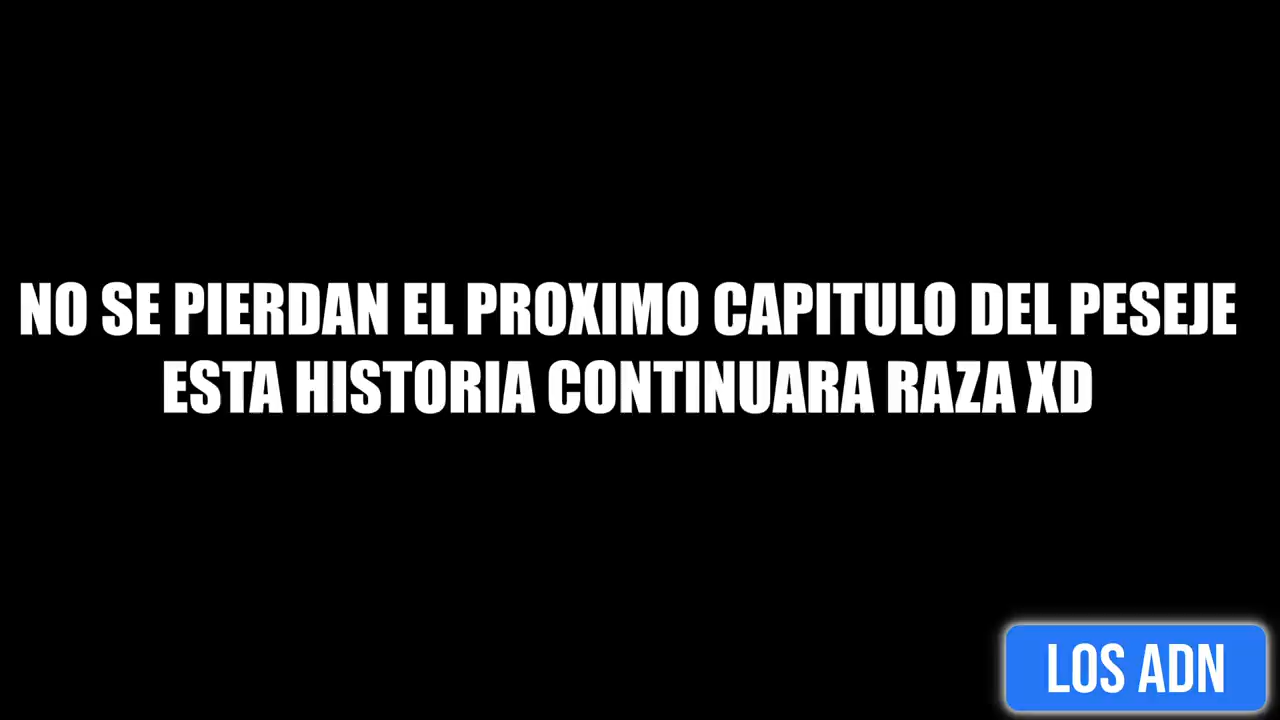 NO SE PIERDAN EL PROXIMO CAPITULO DEL PESEJE
ESTA HISTORIA CONTINUARA RAZA XD
LOS ADN